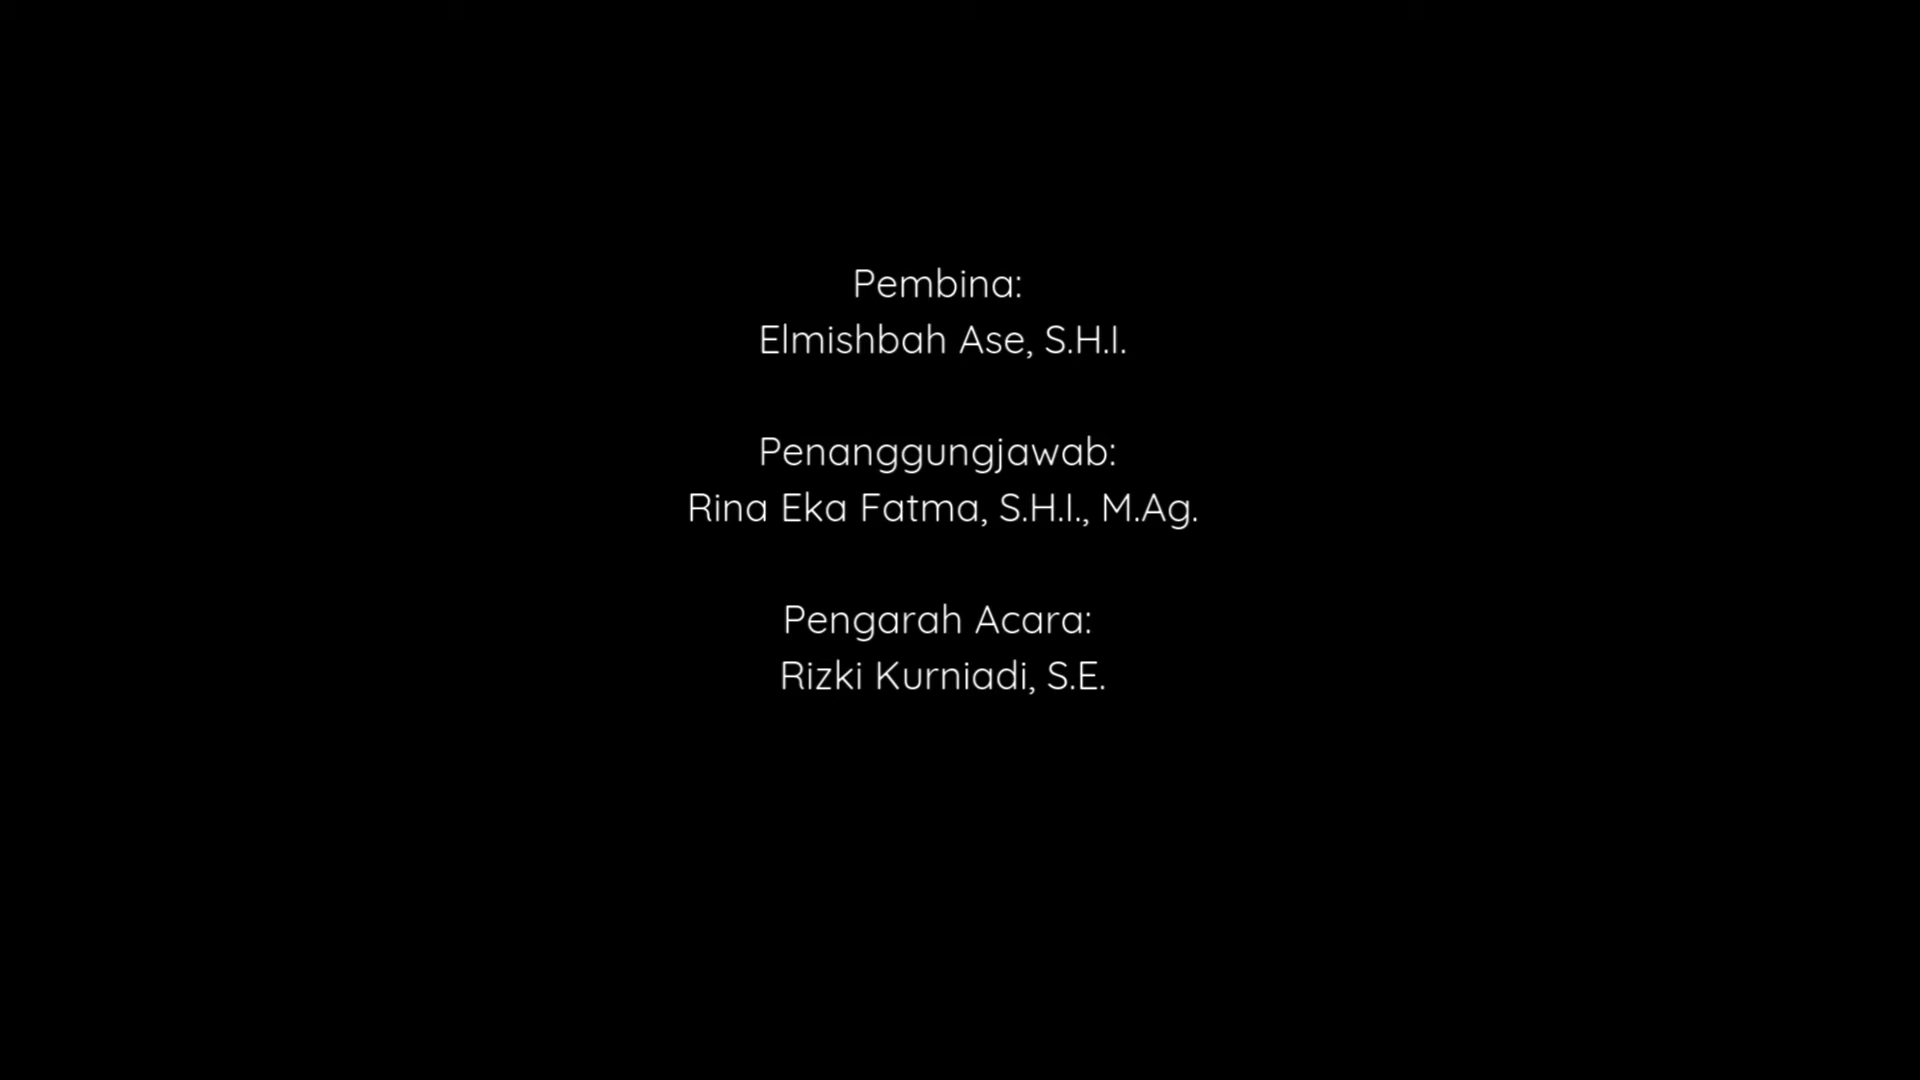 Pembina:
Elmishbah Ase, S.H.I.
Penanggungjawab:
Rina Eka Fatma, S.H.I., M.Ag.
Pengarah Acara:
Rizki Kurniadi, S.E.